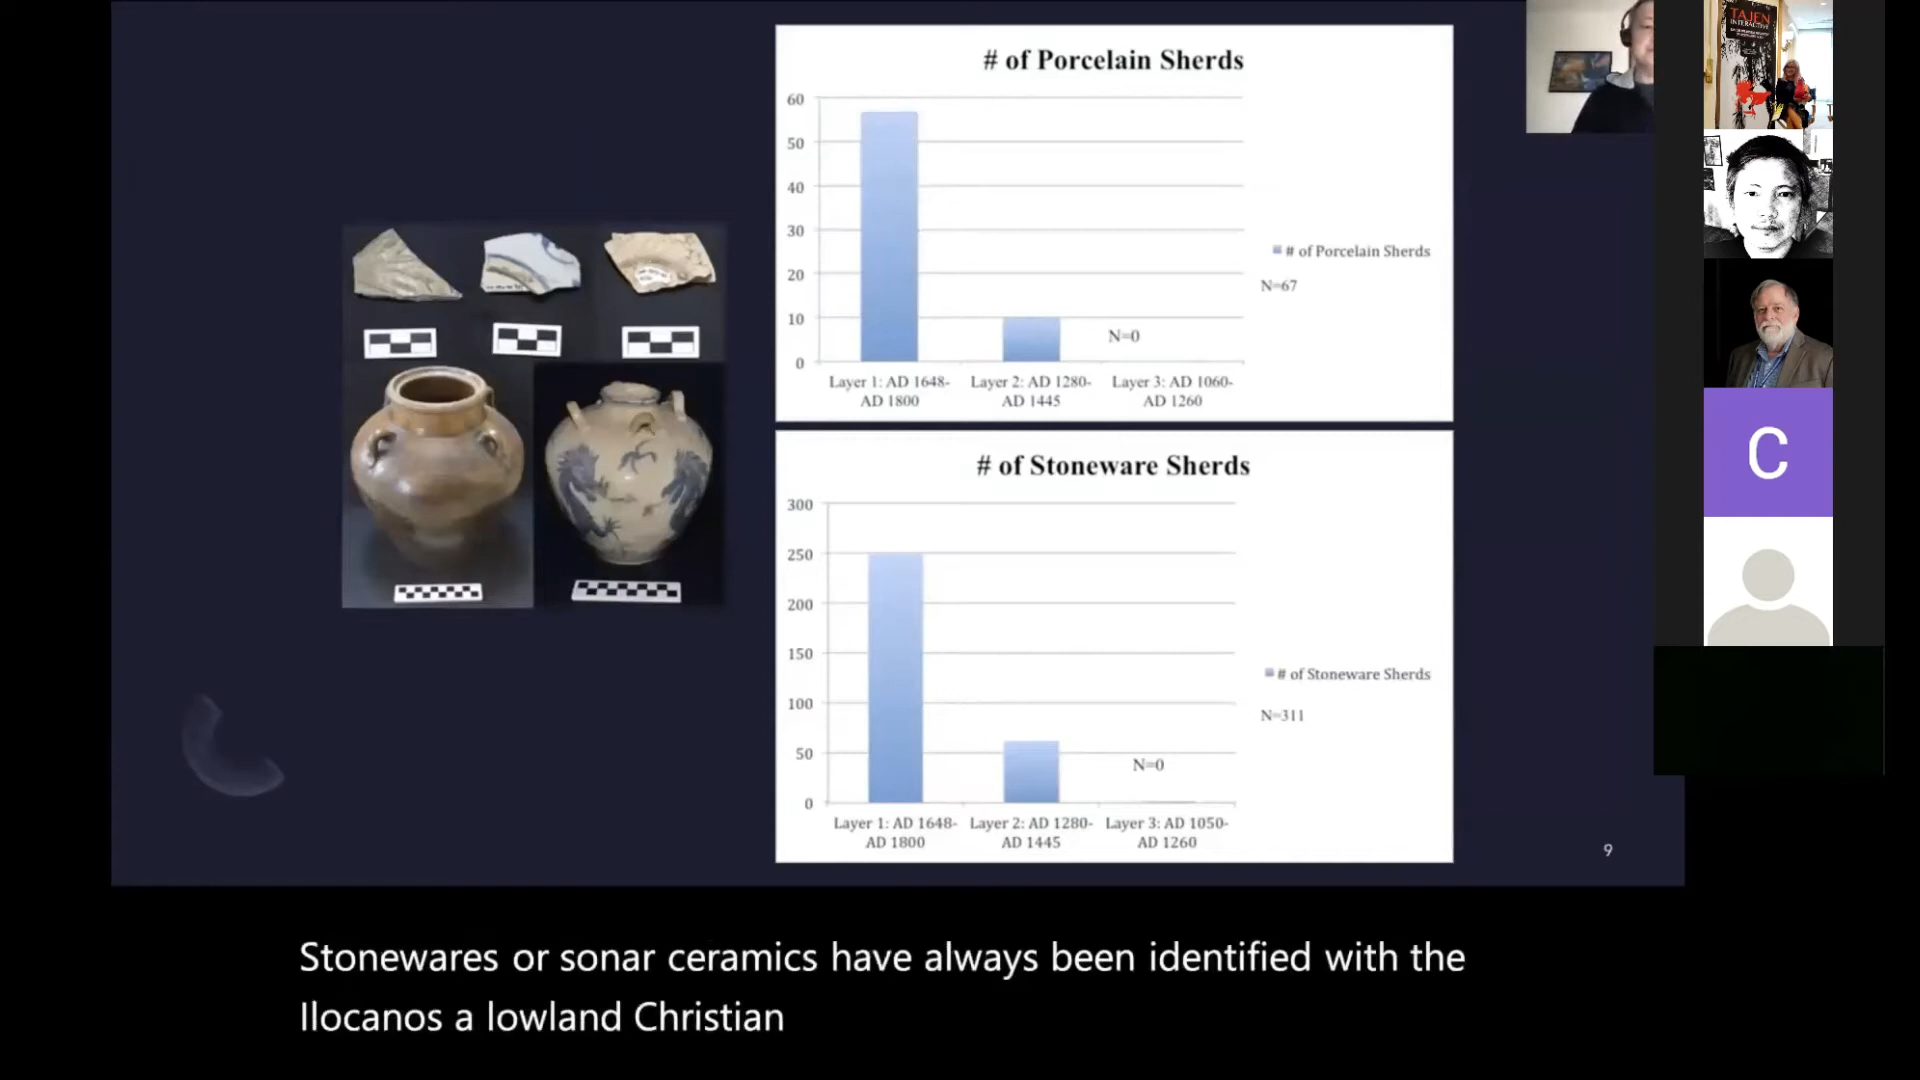 # of Porcelain Sherds
60
50
40
30
20
10
0
N=0
Layer 1: AD 1648-
AD 1800
Layer 2: AD 1280-
AD 1445
Layer 3: AD 1060-
AD 1260
# of Porcelain Sherds
N=67
# of Stoneware Sherds
300
250
200
150
100
50
0
N=0
Layer 1: AD 1648-
AD 1800
Layer 2: AD 1280-
AD 1445
Layer 3: AD 1050-
AD 1260
# of Stoneware Sherds
N=311
9
TAJEN
INTERACTIVE
C
Stonewares or sonar ceramics have always been identified with the
Ilocanos a lowland Christian